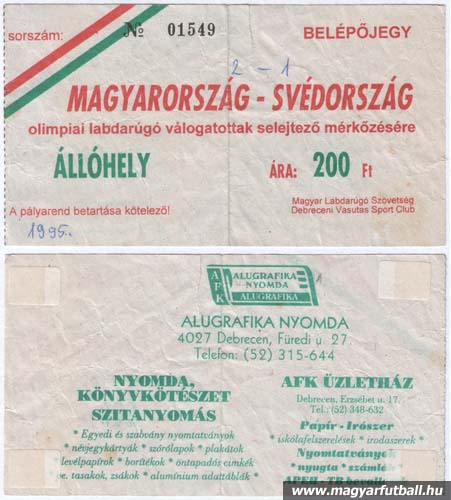 sorszám: № 01549 BELÉPŐJEGY
2 - 1
MAGYARORSZÁG - SVÉDORSZÁG
olimpiai labdarúgó válogatottak selejtező mérkőzésére
ÁLLÓHELY ÁRA: 200 Ft
A pályarend betartása kötelező!
Magyar Labdarúgó Szövetség
Debreceni Vasutas Sport Club
1995.
AFK
ALUGRAFIKA
NYOMDA
ALUGRAFIKA
ALUGRAFIKA NYOMDA
4027 Debrecen, Füredi u. 27
Telefon: (52) 315-644
NYOMDA,
KÖNYVKÖTÉSZET
SZITANYOMÁS
* Egyedi és szabvány nyomtatványok
* névjegykártyák * szórólapok * plakátok
levélpapírok * borítékok * öntapadós címkék
pe. tasakok, zsákok * alumínium adattáblák *
AFK ÜZLETHÁZ
Debrecen, Erzsébet u. 17.
Tel.: (52) 348-632
Papír - Írószer
* iskolafelszerelések * irodaszerek *
Nyomtatványok
* nyugta * számla
APEH, TB
www.magyarfutball.hu